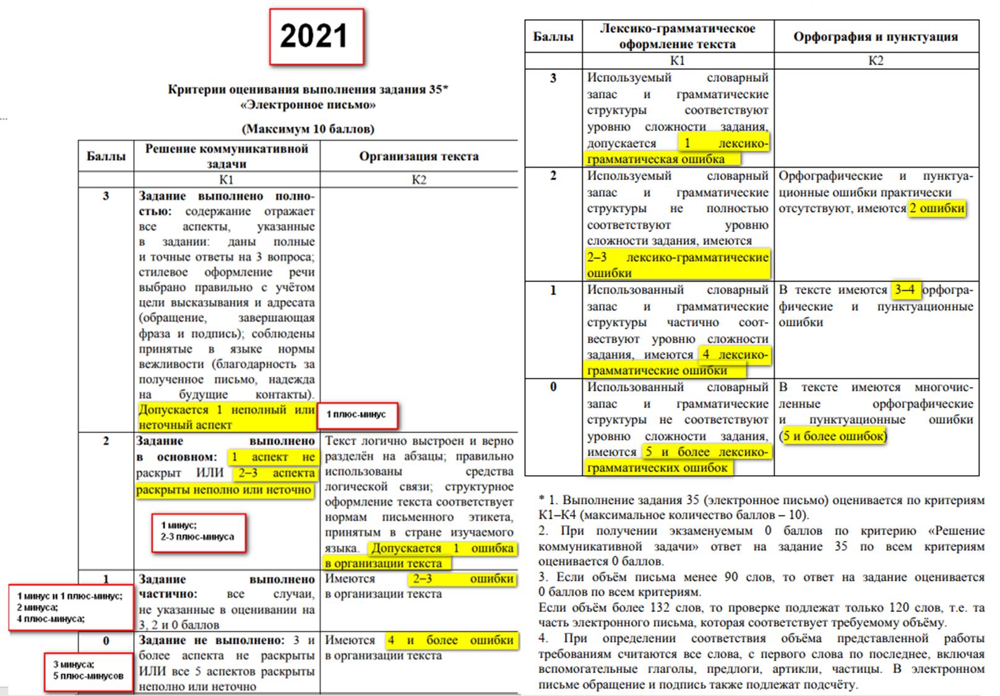 2021
Критерии оценивания выполнения задания 35*
«Электронное письмо»
(Максимум 10 баллов)
Баллы
Решение коммуникативной
задачи
Организация текста
К1
К2
3
Задание выполнено полно-
стью: содержание отражает
все аспекты, указанные
в задании: даны полные
и точные ответы на 3 вопроса;
стилевое оформление речи
выбрано правильно с учётом
цели высказывания и адресата
(обращение, завершающая
фраза и подпись); соблюдены
принятые в языке нормы
вежливости (благодарность за
полученное письмо, надежда
на будущие контакты).
Допускается 1 неполный или
неточный аспект
1 плюс-минус
2
Задание выполнено
в основном: 1 аспект не
раскрыт ИЛИ 2–3 аспекта
раскрыты неполно или неточно
1 минус;
2-3 плюс-минуса
Текст логично выстроен и верно
разделён на абзацы; правильно
использованы средства
логической связи; структурное
оформление текста соответствует
нормам письменного этикета,
принятым в стране изучаемого
языка. Допускается 1 ошибка
в организации текста
1
Задание выполнено
частично: все случаи,
не указанные в оценивании на
3, 2 и 0 баллов
1 минус и 1 плюс-минус;
2 минуса;
4 плюс-минуса;
Имеются 2–3 ошибки
в организации текста
0
Задание не выполнено: 3 и
более аспекта не раскрыты
ИЛИ все 5 аспектов раскрыты
неполно или неточно
3 минуса;
5 плюс-минусов
Имеются 4 и более ошибки
в организации текста
Баллы
Лексико-грамматическое
оформление текста
Орфография и пунктуация
К1
К2
3
Используемый словарный
запас и грамматические
структуры соответствуют
уровню сложности задания,
допускается 1 лексико-
грамматическая ошибка
2
Используемый словарный
запас и грамматические
структуры не полностью
соответствуют уровню
сложности задания, имеются
2–3 лексико-грамматические
ошибки
Орфографические и пунктуа-
ционные ошибки практически
отсутствуют, имеются 2 ошибки
1
Использованный словарный
запас и грамматические
структуры частично соот-
вествуют уровню сложности
задания, имеются 4 лексико-
грамматические ошибки
В тексте имеются 3–4 орфогра-
фические и пунктуационные
ошибки
0
Использованный словарный
запас и грамматические
структуры не соответствуют
уровню сложности задания,
имеются 5 и более лексико-
грамматических ошибок
В тексте имеются многочис-
ленные орфографические
и пунктуационные ошибки
(5 и более ошибок)
* 1. Выполнение задания 35 (электронное письмо) оценивается по критериям
К1–К4 (максимальное количество баллов – 10).
2. При получении экзаменуемым 0 баллов по критерию «Решение
коммуникативной задачи» ответ на задание 35 по всем критериям
оценивается 0 баллов.
3. Если объём письма менее 90 слов, то ответ на задание оценивается
0 баллов по всем критериям.
Если объём более 132 слов, то проверке подлежат только 120 слов, т.е. та
часть электронного письма, которая соответствует требуемому объёму.
4. При определении соответствия объёма представленной работы
требованиям считаются все слова, с первого слова по последнее, включая
вспомогательные глаголы, предлоги, артикли, частицы. В электронном
письме обращение и подпись также подлежат подсчёту.